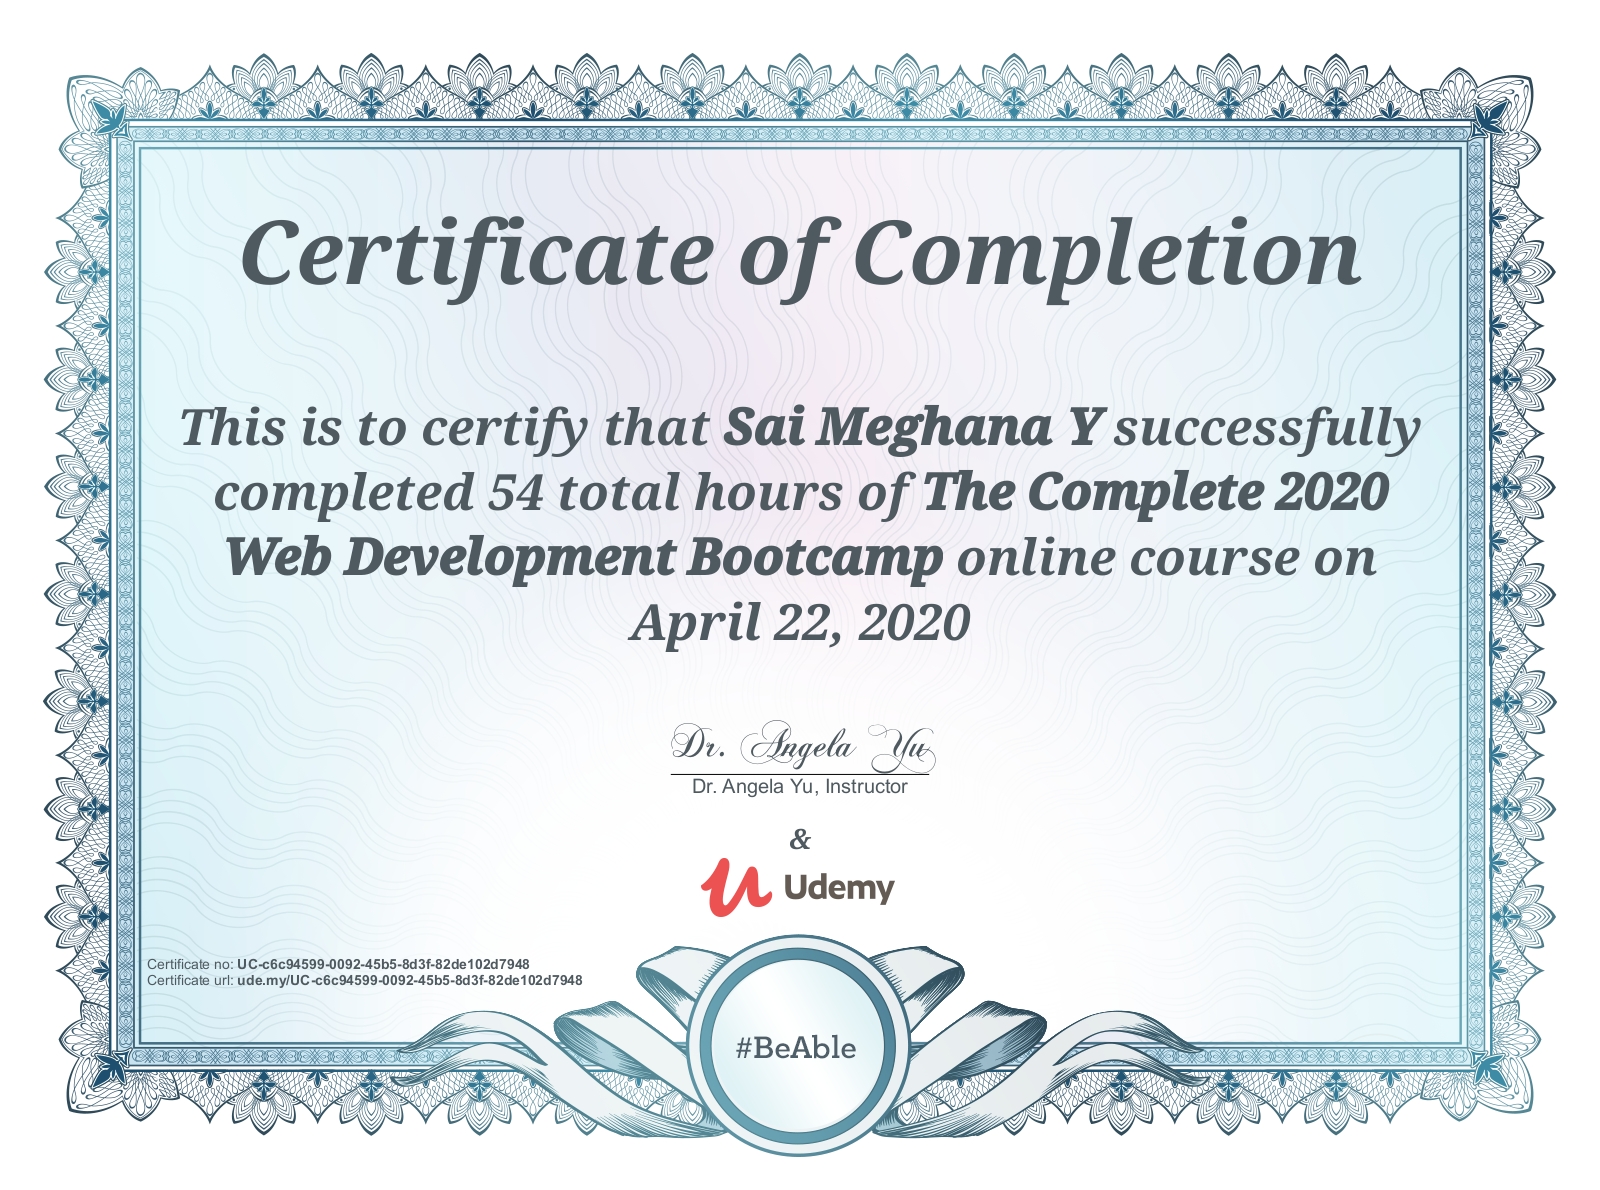 Certificate of Completion
This is to certify that Sai Meghana Y successfully
completed 54 total hours of The Complete 2020
Web Development Bootcamp online course on
April 22, 2020
Dr. Angela Yu
Dr. Angela Yu, Instructor
&
Udemy
Certificate no: UC-c6c94599-0092-45b5-8d3f-82de102d7948
Certificate url: ude.my/UC-c6c94599-0092-45b5-8d3f-82de102d7948
#BeAble